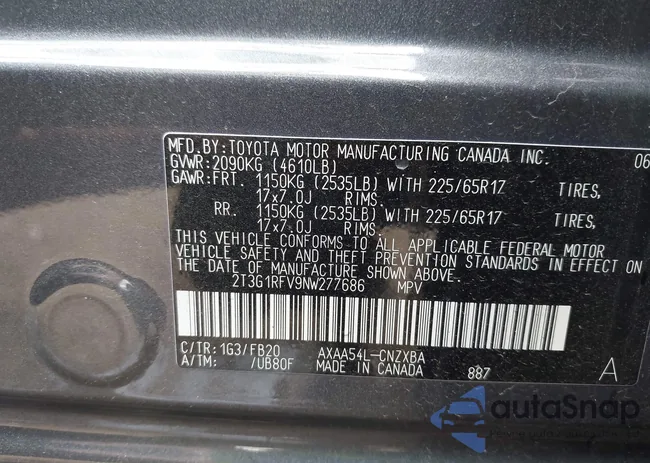 MFD.BY:TOYOTA MOTOR MANUFACTURING CANADA INC. 06
GVWR:2090KG (4610LB)
GAWR:FRT. 1150KG (2535LB) WITH 225/65R17 TIRES,
17x7.0J RIMS.
RR. 1150KG (2535LB) WITH 225/65R17 TIRES,
17x7.0J RIMS.
THIS VEHICLE CONFORMS TO ALL APPLICABLE FEDERAL MOTOR
VEHICLE SAFETY AND THEFT PREVENTION STANDARDS IN EFFECT ON
THE DATE OF MANUFACTURE SHOWN ABOVE.
2T3G1RFV9NW277686 MPV
C/TR: 1G3/FB20 AXAA54L-CNZXBA
A/TM: /UB80F MADE IN CANADA 887 A
autaSnap